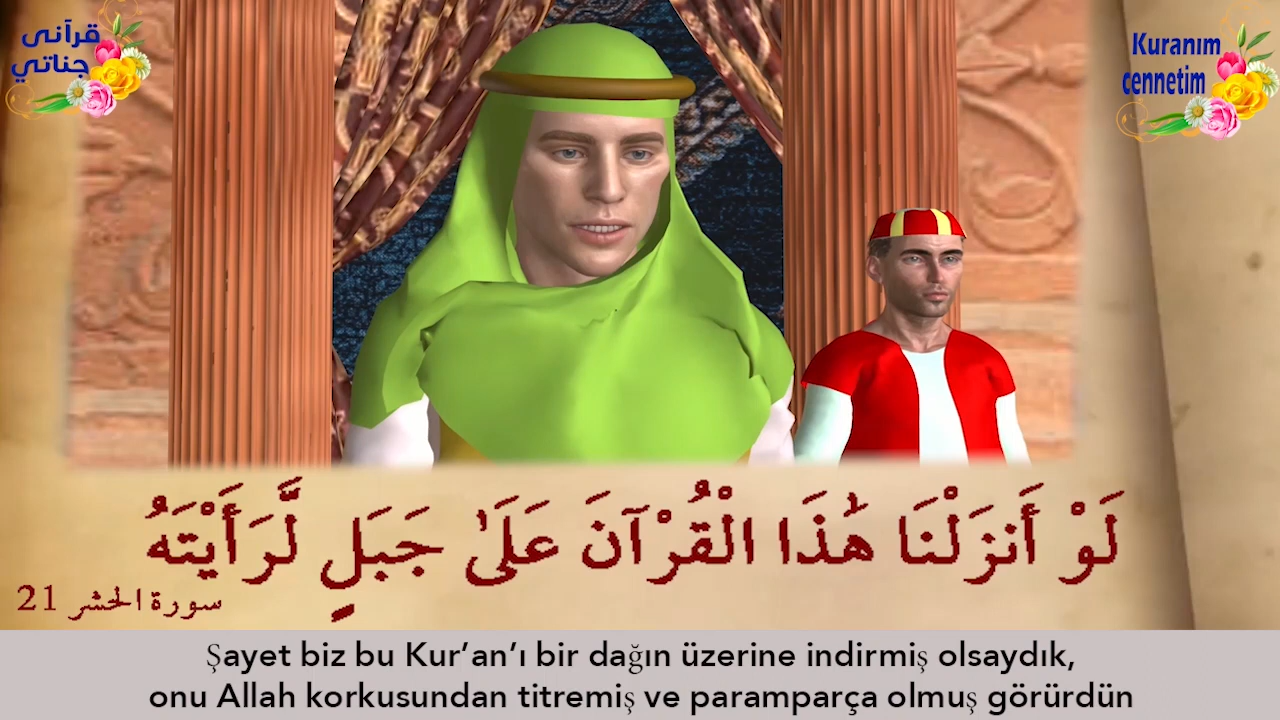 قرآنی
جناتي
Kuranım
cennetim
لَوْ أَنزَلْنَا هَٰذَا الْقُرْآنَ عَلَىٰ جَبَلٍ لَّرَأَيْتَهُ
سورة الحشر 21
Şayet biz bu Kur’an’ı bir dağın üzerine indirmiş olsaydık,
onu Allah korkusundan titremiş ve paramparça olmuş görürdün